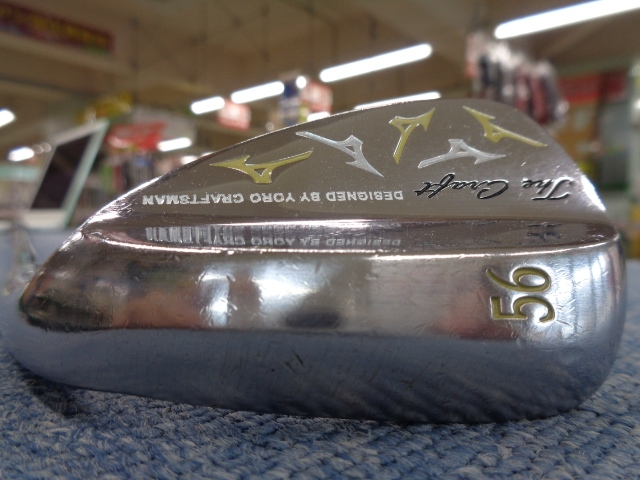 The Craft
DESIGNED BY YORO CRAFTSMAN
56